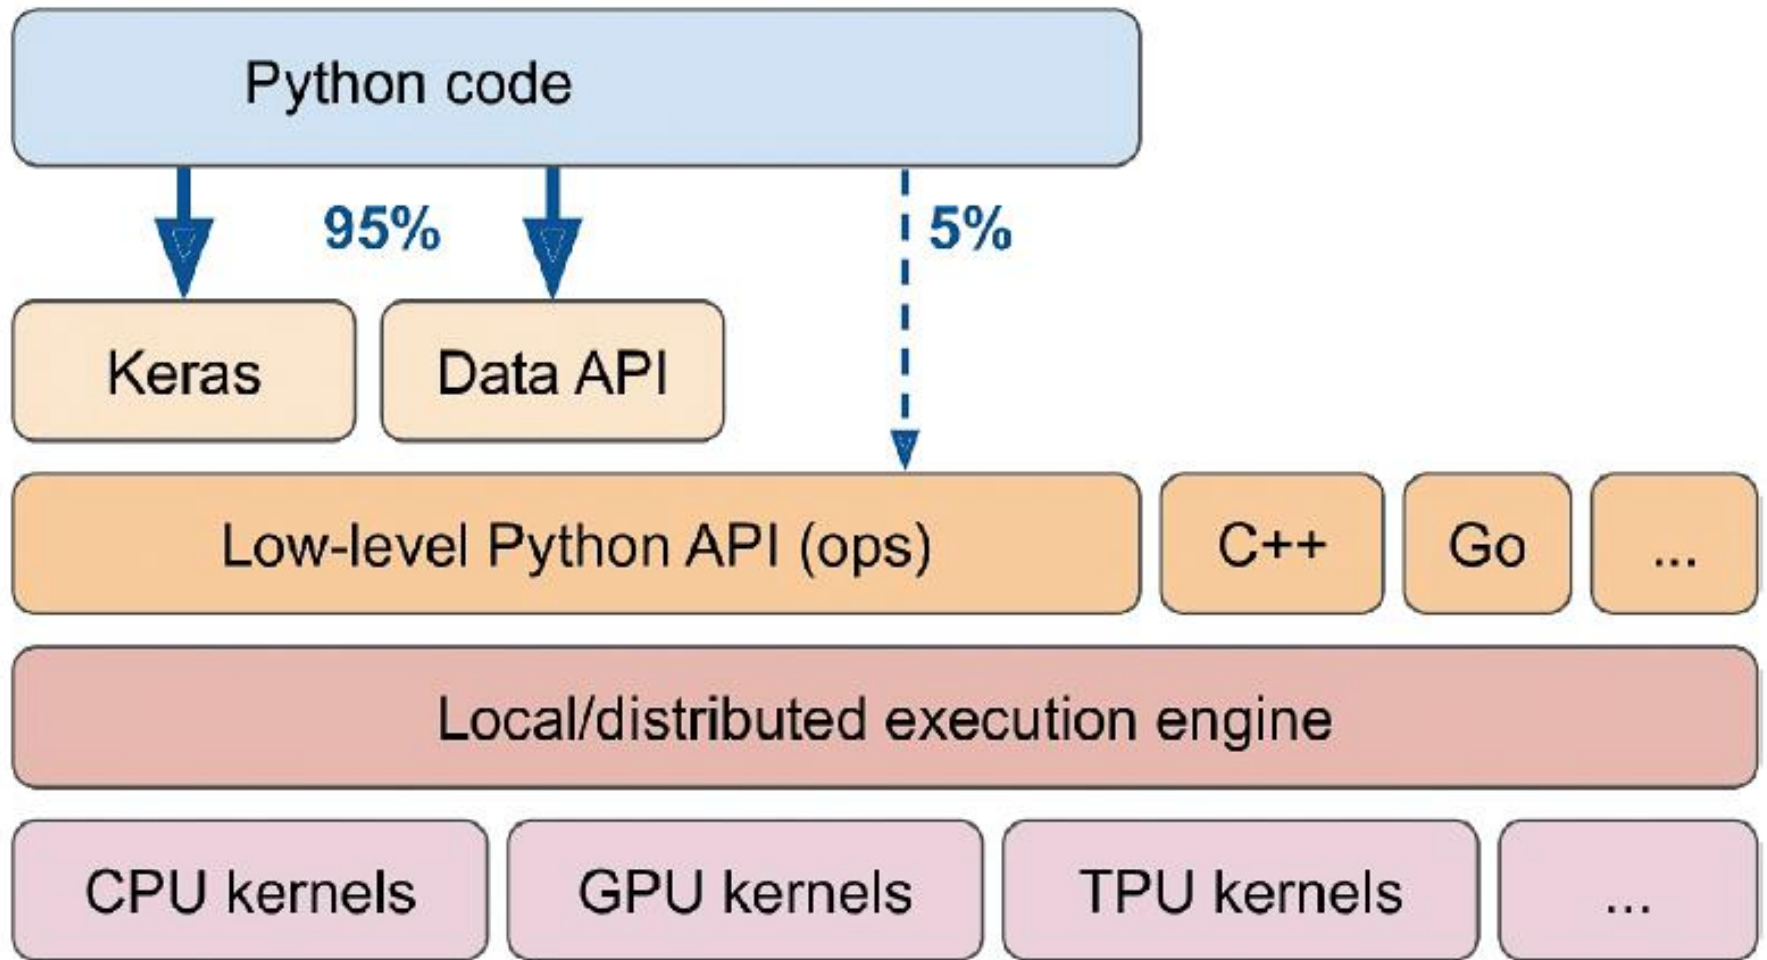 Python code
95%
5%
Keras
Data API
Low-level Python API (ops)
C++
Go
...
Local/distributed execution engine
CPU kernels
GPU kernels
TPU kernels
...